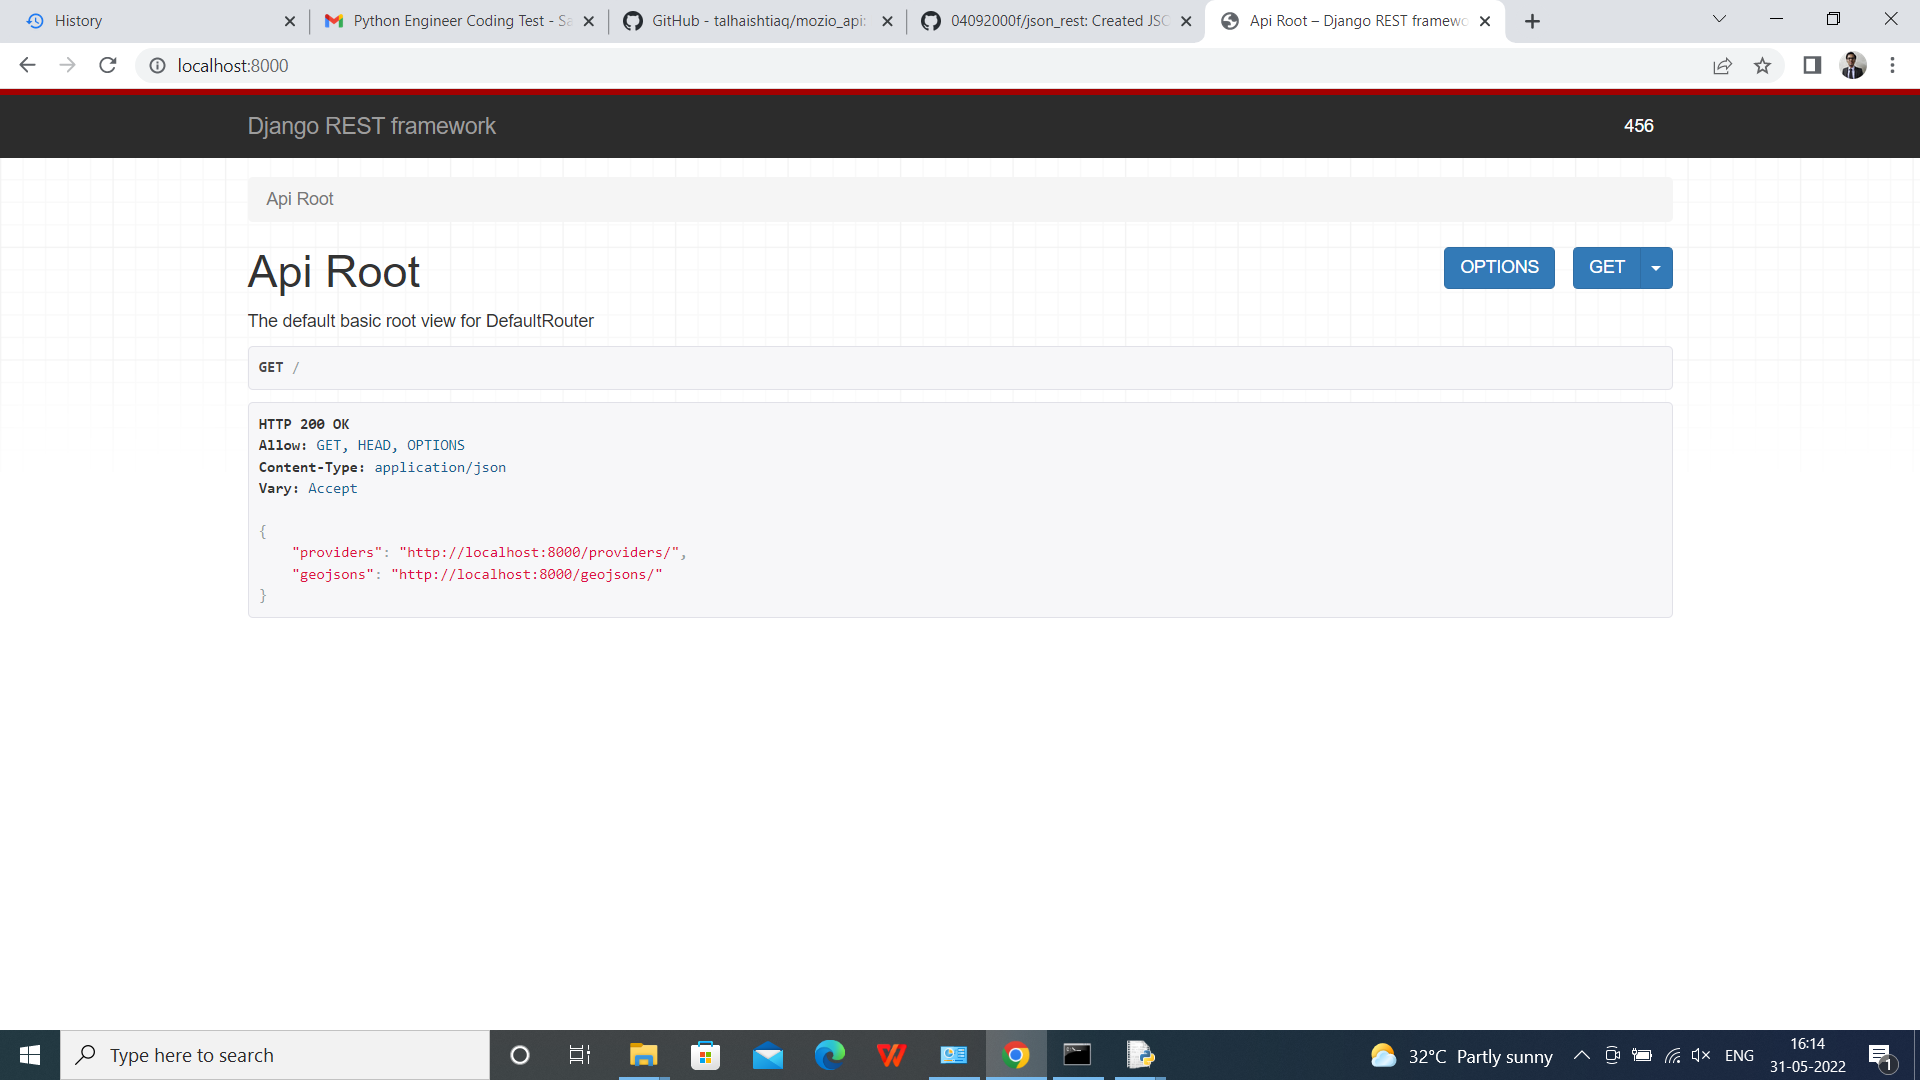 History
Python Engineer Coding Test - Sa
GitHub - talhaishtiaq/mozio_api:
04092000f/json_rest: Created JSO
Api Root – Django REST framewo
localhost:8000
Django REST framework
456
Api Root
Api Root
OPTIONS
GET
The default basic root view for DefaultRouter
GET /
HTTP 200 OK
Allow: GET, HEAD, OPTIONS
Content-Type: application/json
Vary: Accept
{
"providers": "http://localhost:8000/providers/",
"geojsons": "http://localhost:8000/geojsons/"
}
Type here to search
32°C Partly sunny
ENG
16:14
31-05-2022
1